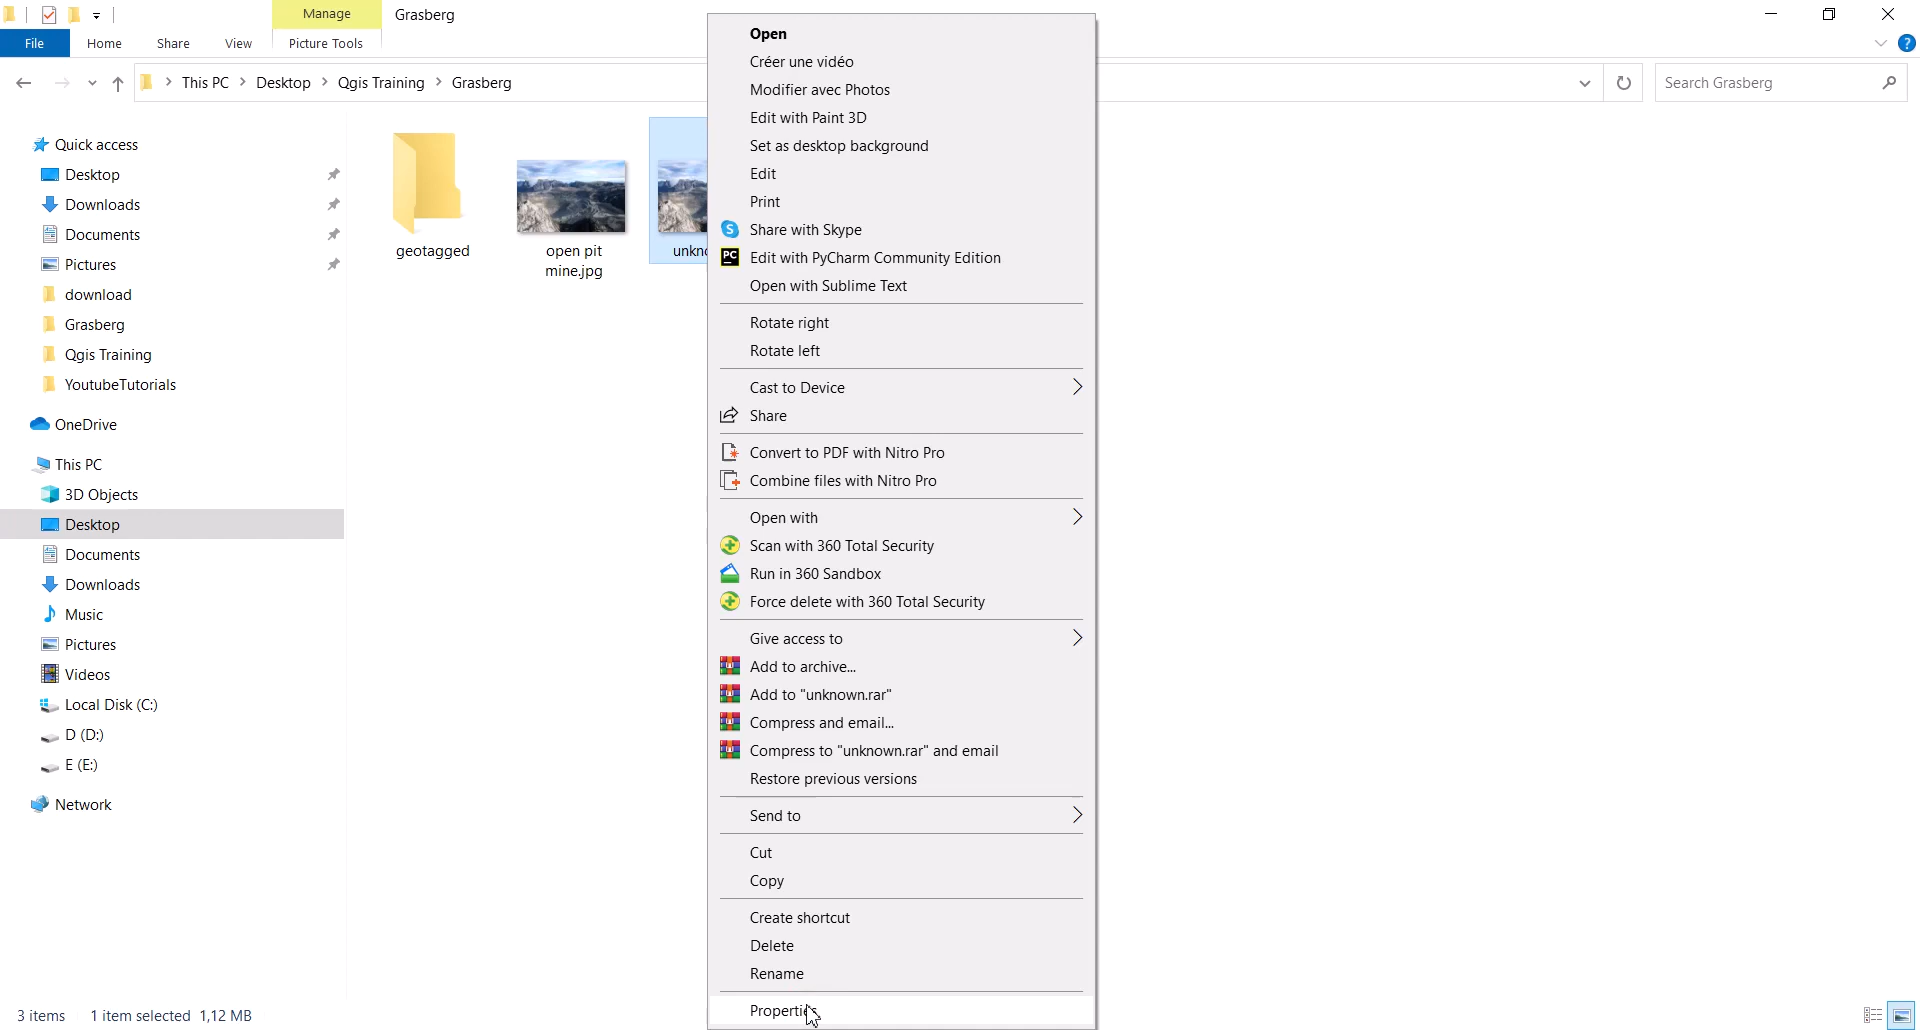 Manage
Grasberg
File
Home
Share
View
Picture Tools
?
This PC > Desktop > Qgis Training > Grasberg
Search Grasberg
Quick access
Desktop
Downloads
Documents
Pictures
download
Grasberg
Qgis Training
YoutubeTutorials
OneDrive
This PC
3D Objects
Desktop
Documents
Downloads
Music
Pictures
Videos
Local Disk (C:)
D (D:)
E (E:)
Network
geotagged
open pit
mine.jpg
Open
Créer une vidéo
Modifier avec Photos
Edit with Paint 3D
Set as desktop background
Edit
Print
S Share with Skype
PC Edit with PyCharm Community Edition
Open with Sublime Text
Rotate right
Rotate left
Cast to Device
Share
Convert to PDF with Nitro Pro
Combine files with Nitro Pro
Open with
Scan with 360 Total Security
Run in 360 Sandbox
Force delete with 360 Total Security
Give access to
Add to archive...
Add to "unknown.rar"
Compress and email...
Compress to "unknown.rar" and email
Restore previous versions
Send to
Cut
Copy
Create shortcut
Delete
Rename
Properties
3 items
1 item selected 1,12 MB